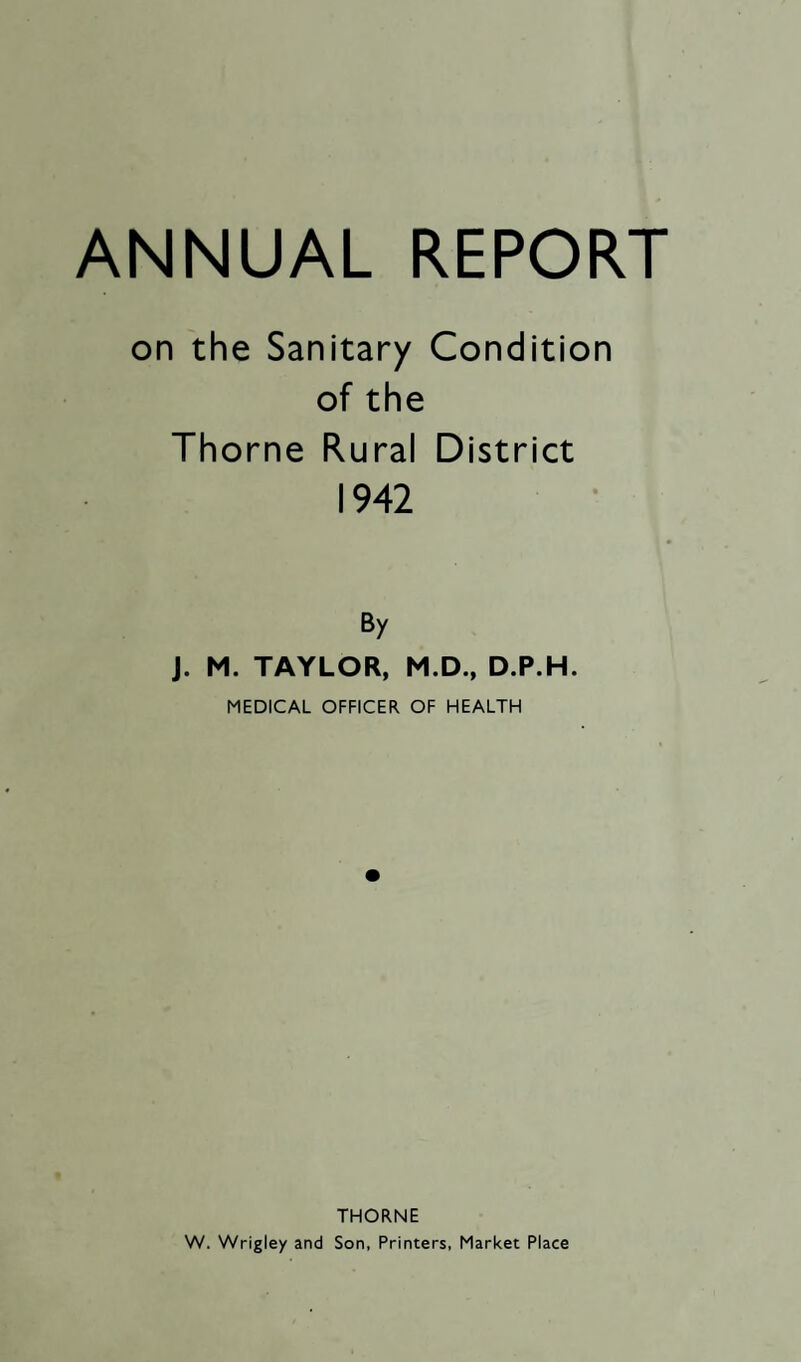 ANNUAL REPORT
on the Sanitary Condition
of the
Thorne Rural District
1942
By
J. M. TAYLOR, M.D., D.P.H.
MEDICAL OFFICER OF HEALTH
•
THORNE
W. Wrigley and Son, Printers, Market Place